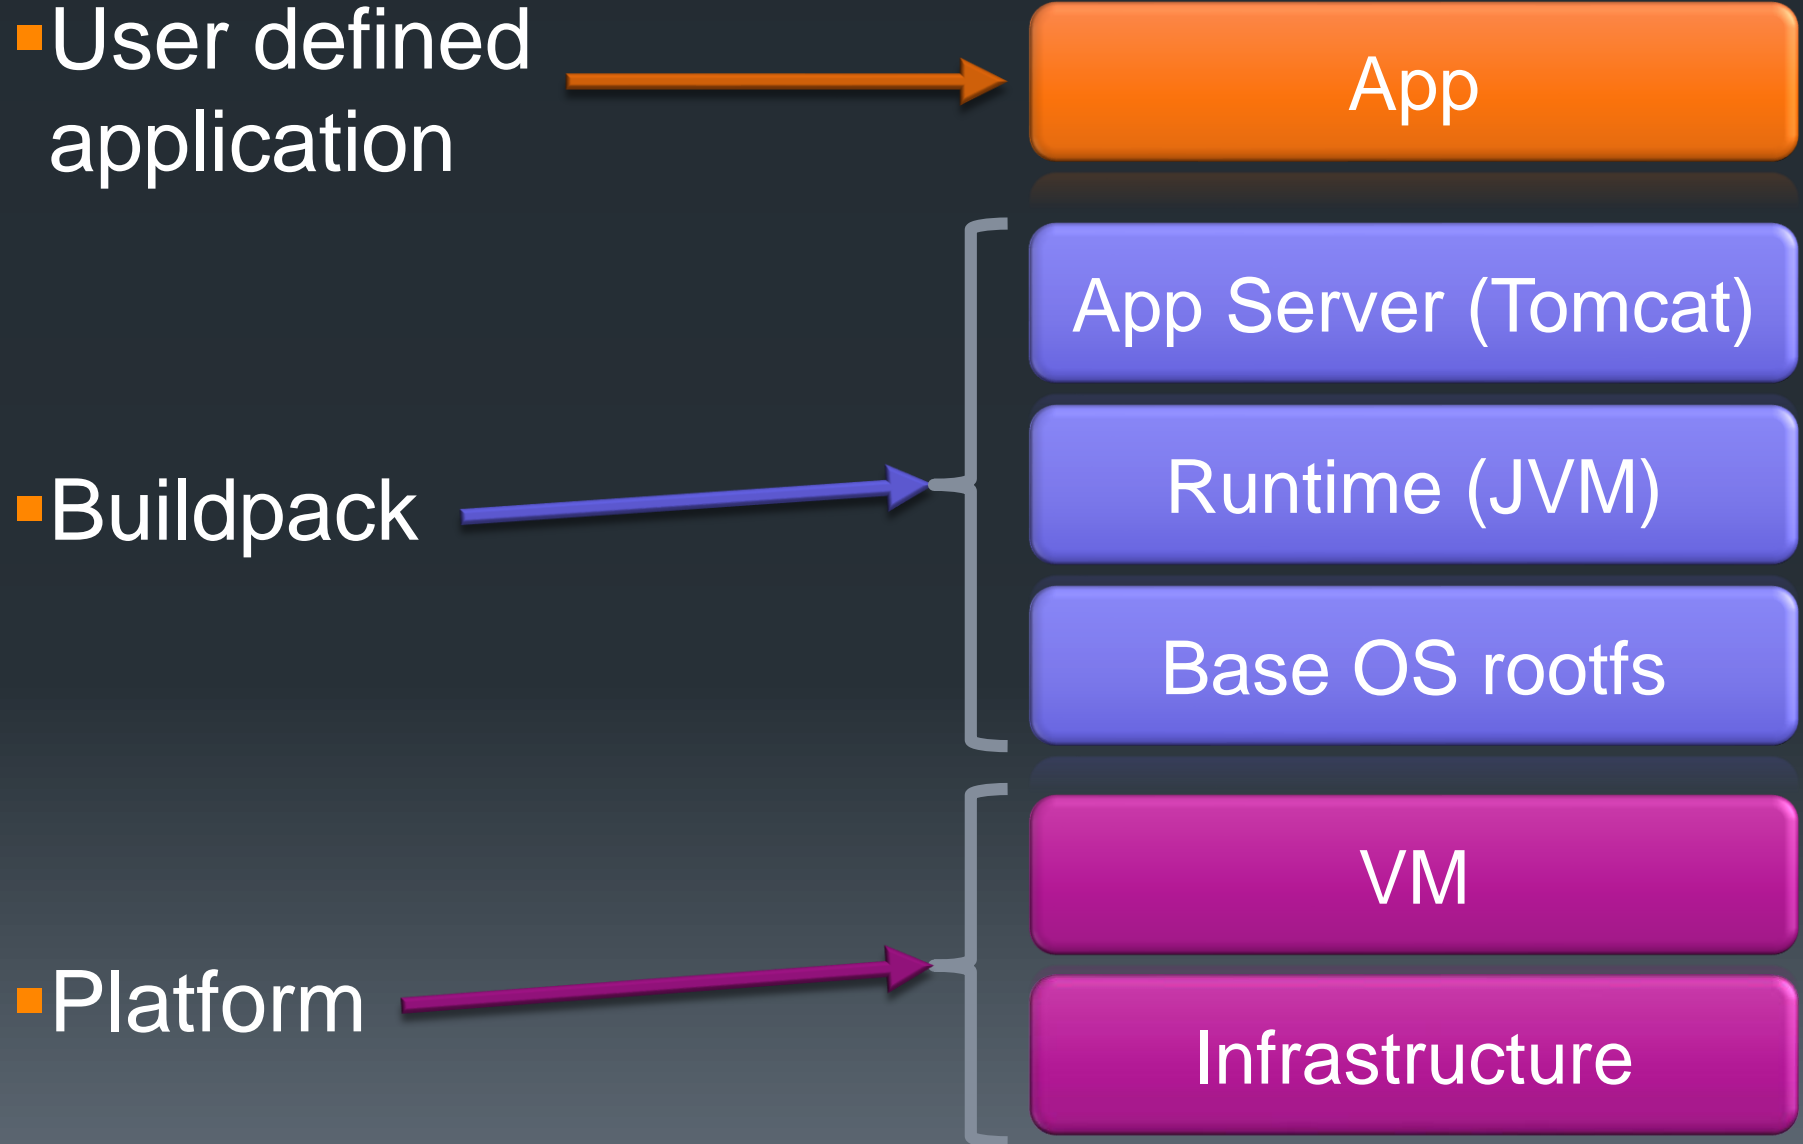 User defined
application
App
App Server (Tomcat)
Buildpack
Runtime (JVM)
Base OS rootfs
VM
Platform
Infrastructure